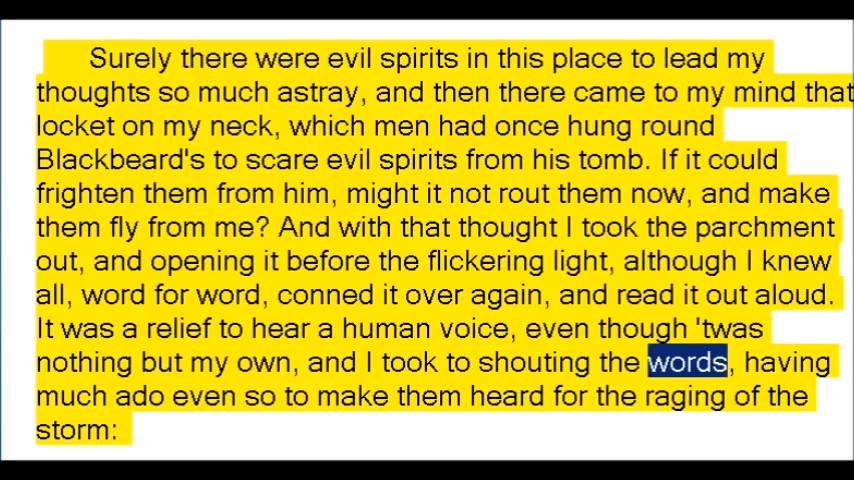 Surely there were evil spirits in this place to lead my
thoughts so much astray, and then there came to my mind that
locket on my neck, which men had once hung round
Blackbeard's to scare evil spirits from his tomb. If it could
frighten them from him, might it not rout them now, and make
them fly from me? And with that thought I took the parchment
out, and opening it before the flickering light, although I knew
all, word for word, conned it over again, and read it out aloud.
It was a relief to hear a human voice, even though 'twas
nothing but my own, and I took to shouting the words, having
much ado even so to make them heard for the raging of the
storm: